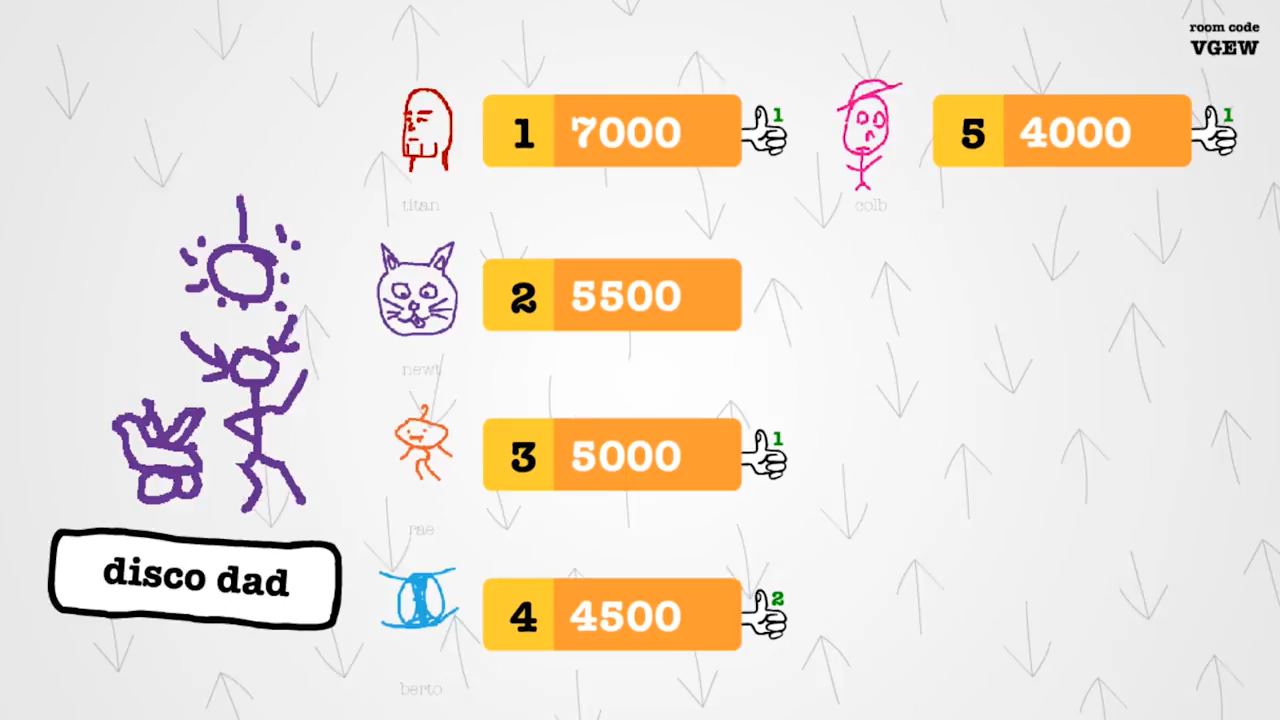 room code
VGEW
1 7000 1
titan
5 4000 1
colb
2 5500
newt
3 5000 1
rae
4 4500 2
berto
disco dad